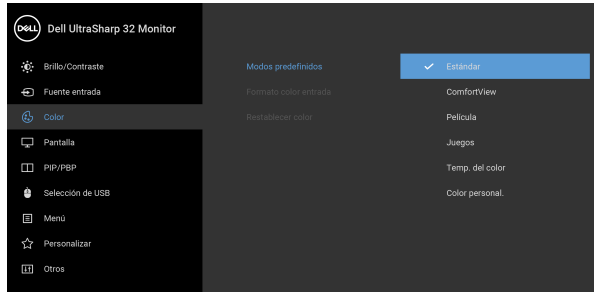 DELL
Dell UltraSharp 32 Monitor
Brillo/Contraste
Fuente entrada
Color
Pantalla
PIP/PBP
Selección de USB
Menú
Personalizar
Otros
Modos predefinidos
Formato color entrada
Restablecer color
Estándar
ComfortView
Película
Juegos
Temp. del color
Color personal.